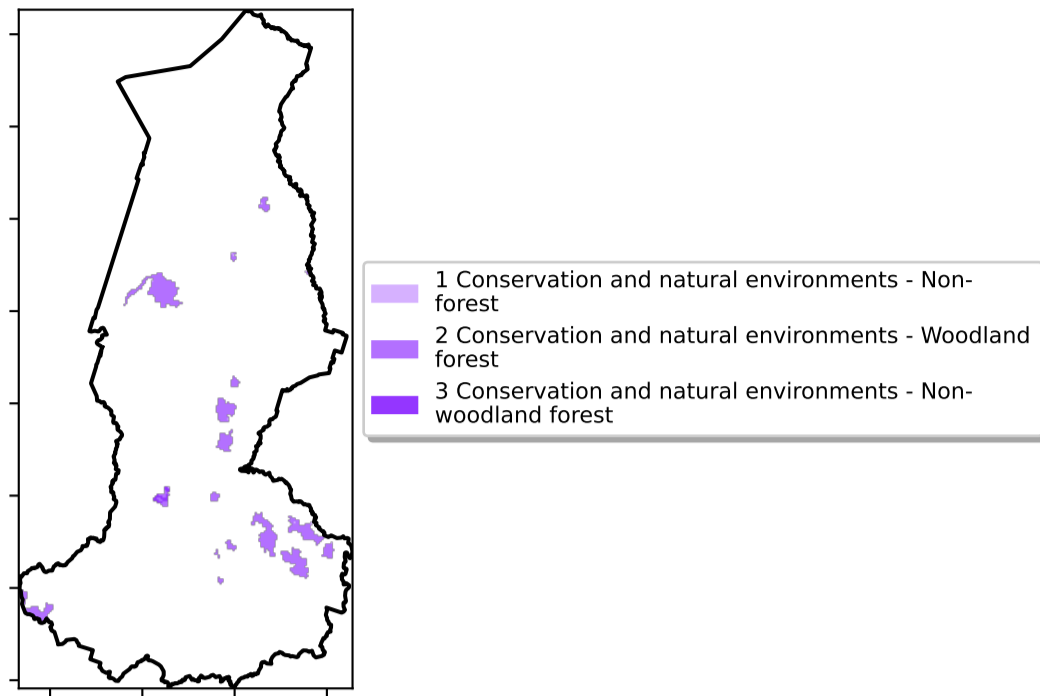 1 Conservation and natural environments - Non-
forest
2 Conservation and natural environments - Woodland
forest
3 Conservation and natural environments - Non-
woodland forest